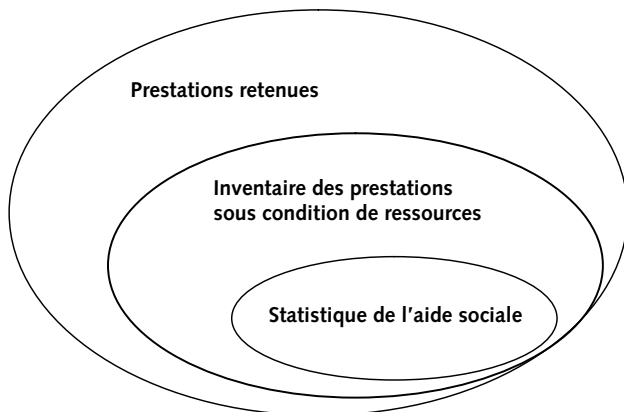 Prestations retenues
Inventaire des prestations
sous condition de ressources
Statistique de l’aide sociale